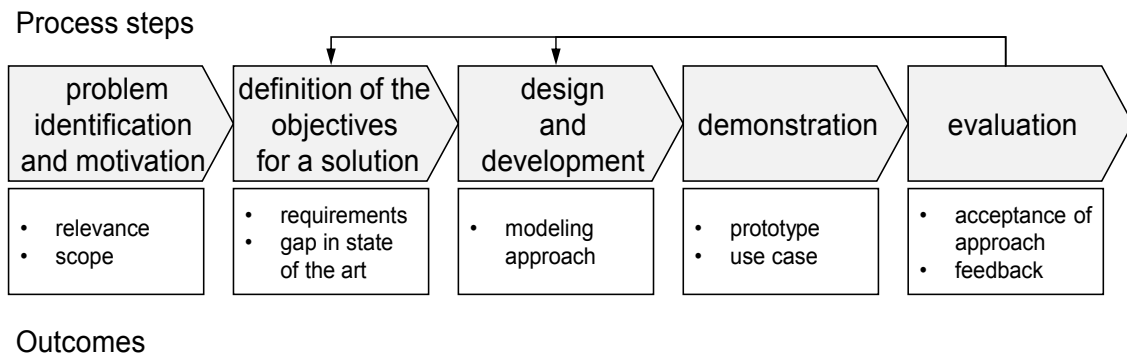 Process steps
problem
identification
and motivation
definition of the
objectives
for a solution
design
and
development
demonstration
evaluation
• relevance
• scope
• requirements
• gap in state
of the art
• modeling
approach
• prototype
• use case
• acceptance of
approach
• feedback
Outcomes